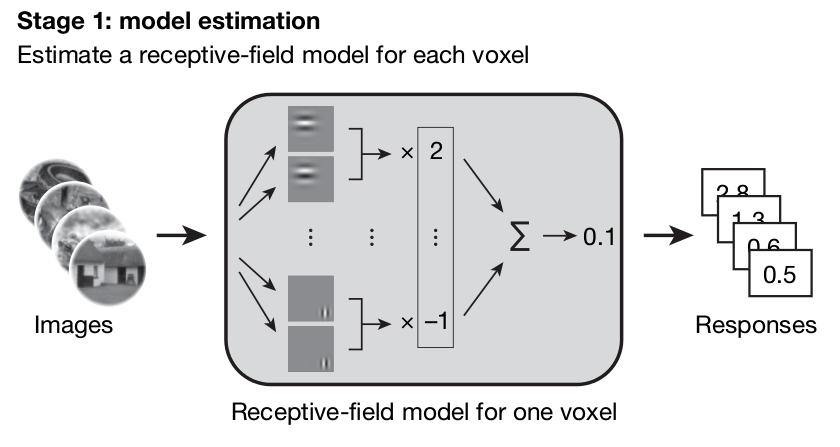 Stage 1: model estimation
Estimate a receptive-field model for each voxel
× 2
× –1
∑
0.1
2.8
1.3
0.6
0.5
Images
Responses
Receptive-field model for one voxel